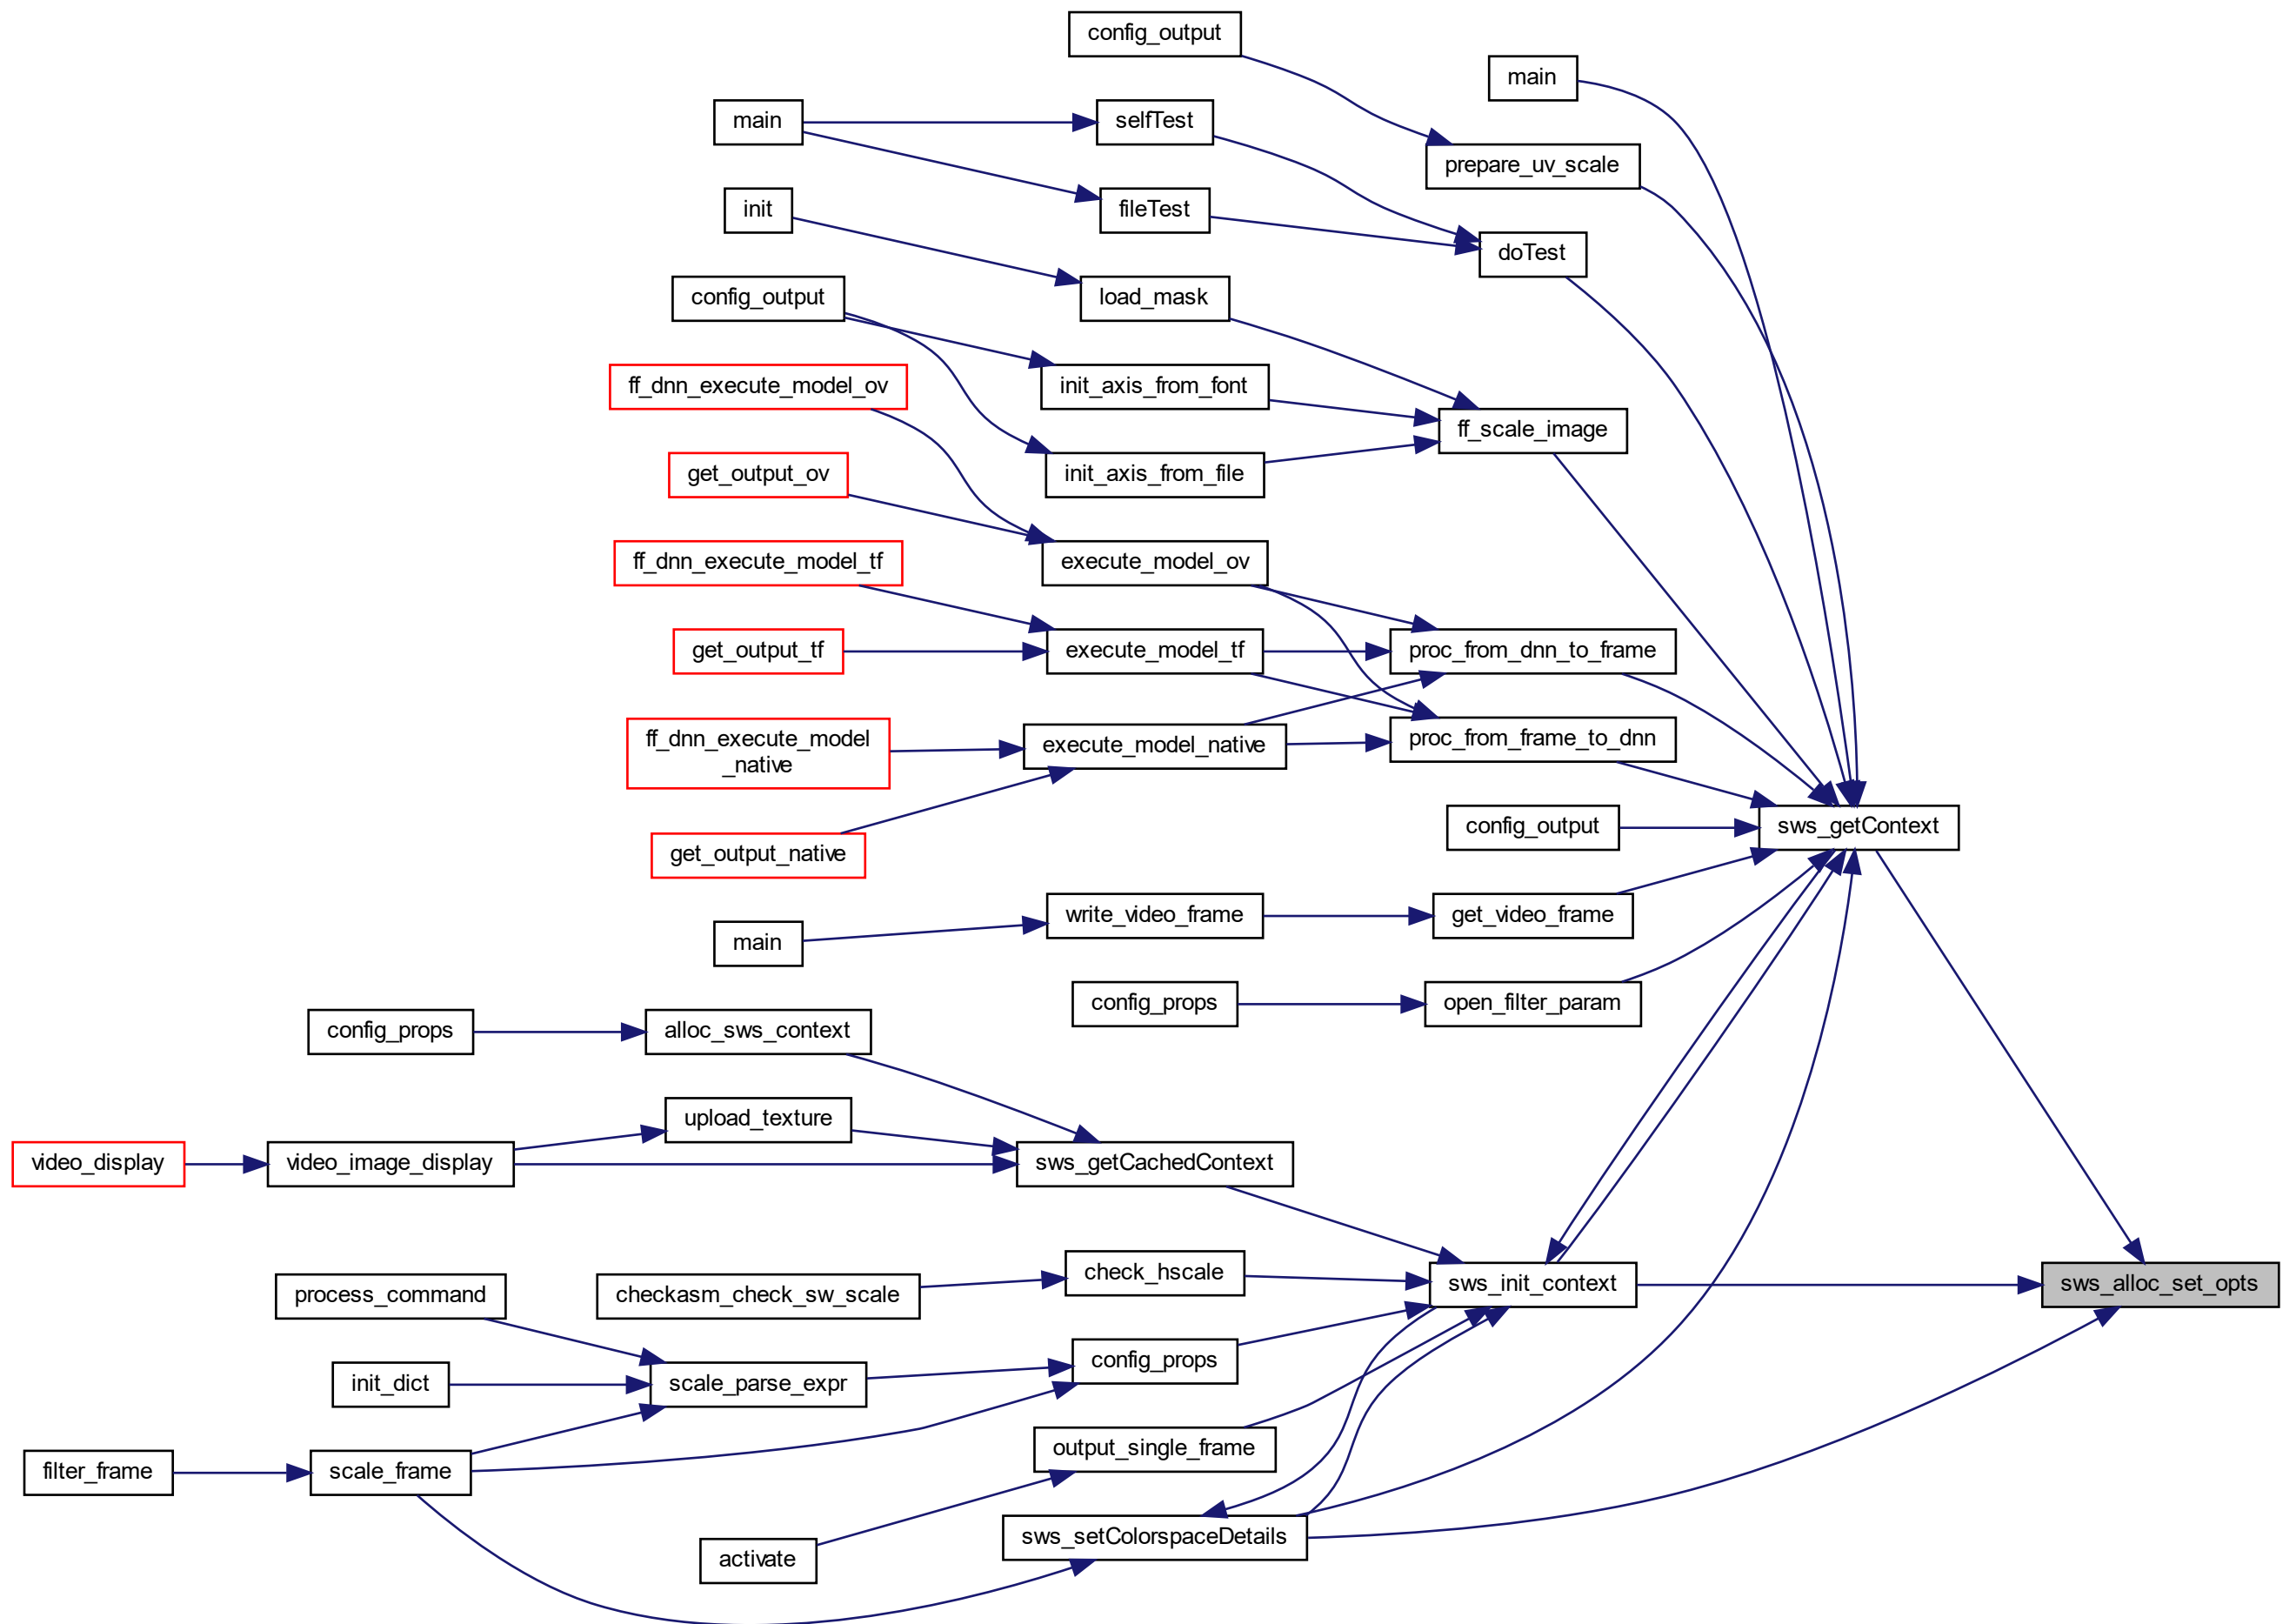 config_output
main
main
selfTest
prepare_uv_scale
init
fileTest
doTest
config_output
load_mask
ff_dnn_execute_model_ov
init_axis_from_font
ff_scale_image
get_output_ov
init_axis_from_file
ff_dnn_execute_model_tf
execute_model_ov
get_output_tf
execute_model_tf
proc_from_dnn_to_frame
ff_dnn_execute_model
_native
execute_model_native
proc_from_frame_to_dnn
get_output_native
config_output
sws_getContext
main
write_video_frame
get_video_frame
config_props
open_filter_param
config_props
alloc_sws_context
upload_texture
video_display
video_image_display
sws_getCachedContext
process_command
checkasm_check_sw_scale
check_hscale
sws_init_context
sws_alloc_set_opts
init_dict
scale_parse_expr
config_props
filter_frame
scale_frame
output_single_frame
activate
sws_setColorspaceDetails